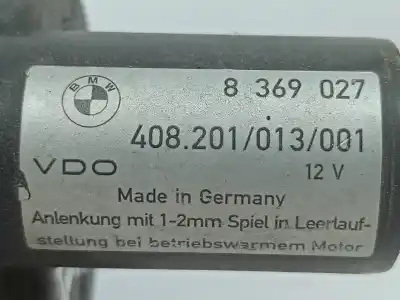 BMW
8 369 027
408.201/013/001
VDO 12 V
Made in Germany
Anlenkung mit 1-2mm Spiel in Leerlauf-
stellung bei betriebswarmem Motor